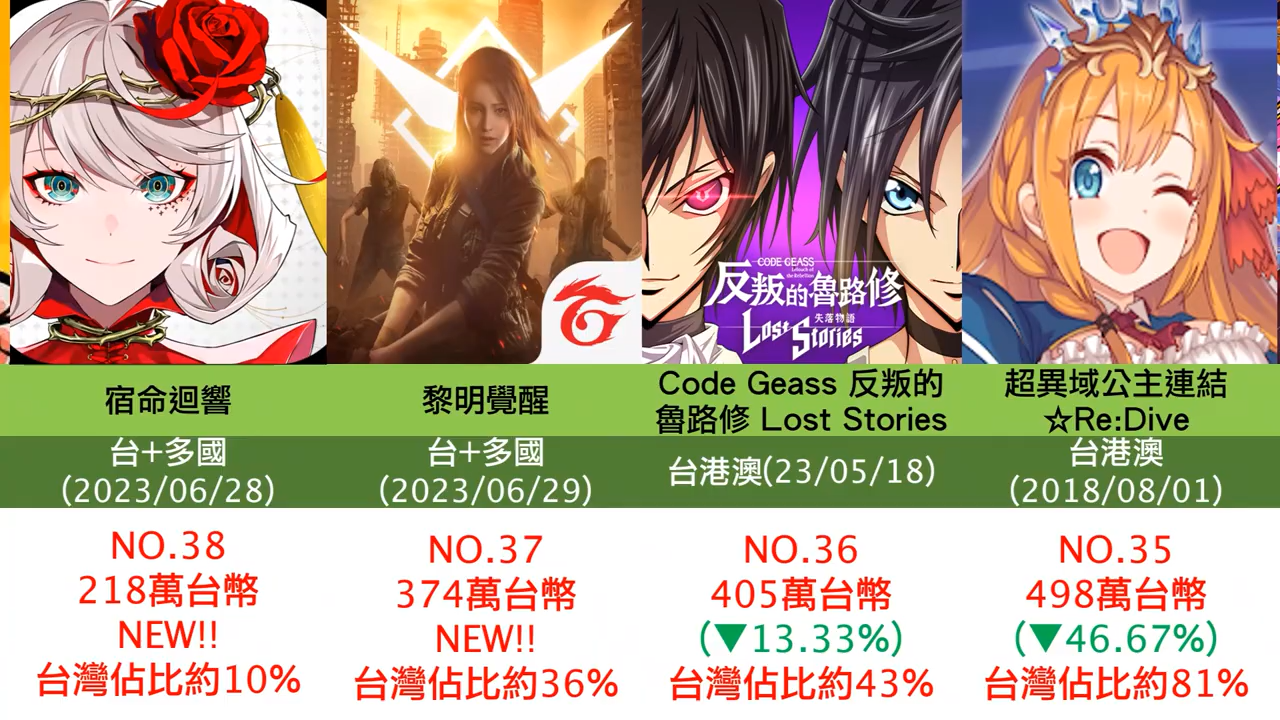 CODE GEASS
Lelouch of
the Rebellion
反叛的魯路修
失落物語
Lost Stories
宿命迴響
台+多國
(2023/06/28)
NO.38
218萬台幣
NEW!!
台灣佔比約10%
黎明覺醒
台+多國
(2023/06/29)
NO.37
374萬台幣
NEW!!
台灣佔比約36%
Code Geass 反叛的
魯路修 Lost Stories
台港澳(23/05/18)
NO.36
405萬台幣
(▼13.33%)
台灣佔比約43%
超異域公主連結
☆Re:Dive
台港澳
(2018/08/01)
NO.35
498萬台幣
(▼46.67%)
台灣佔比約81%